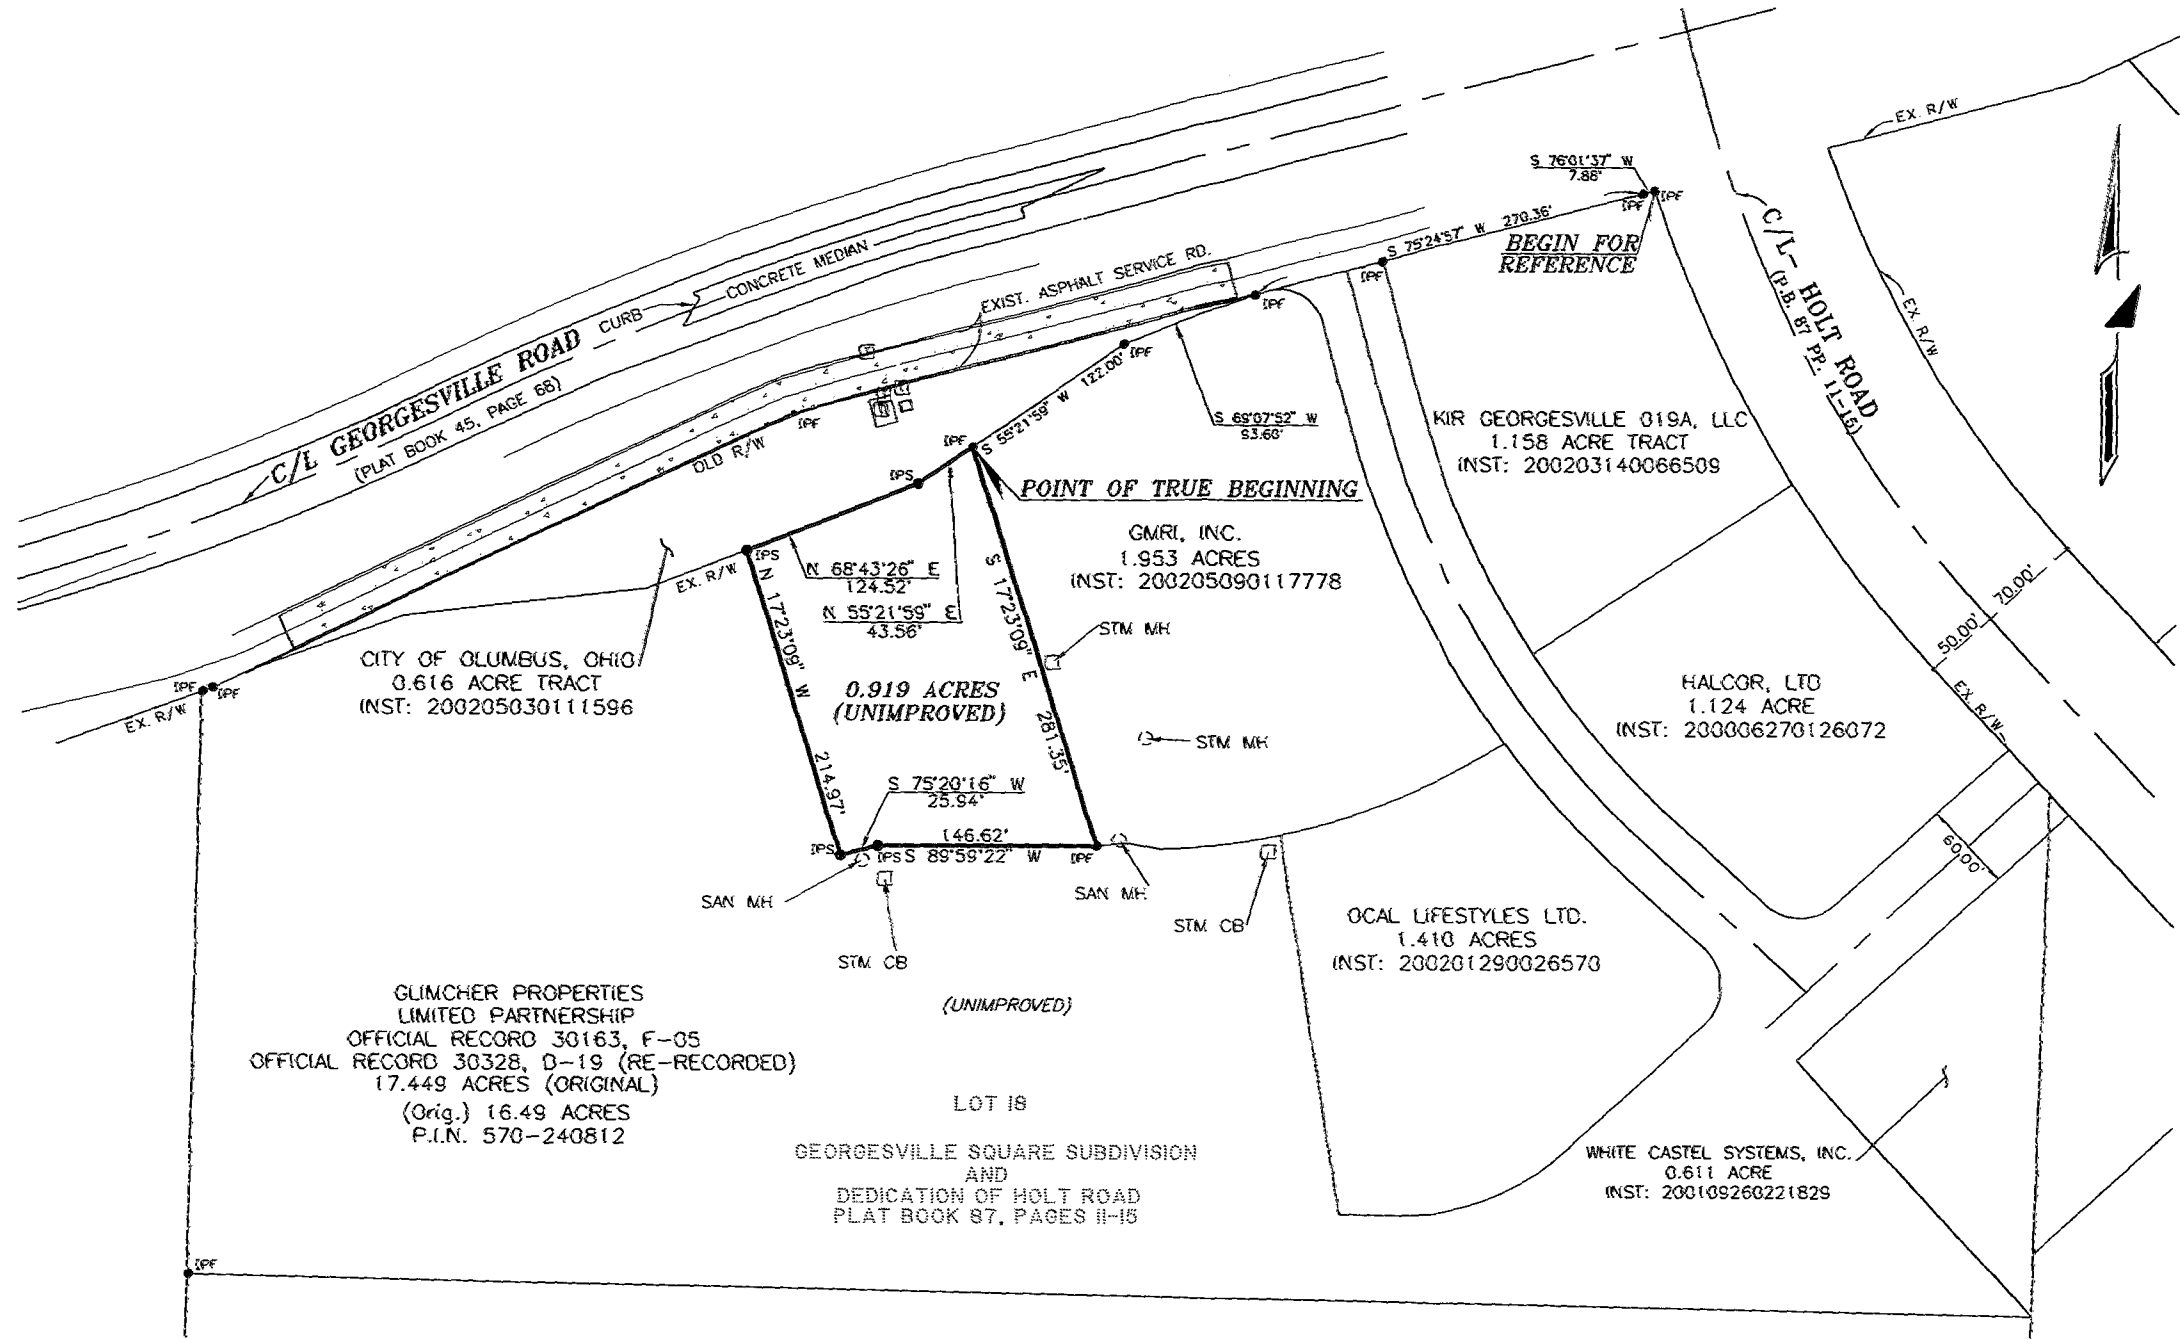 EX. R/W
S 76°01'37" W
7.88'
IPF
IPF
S 75°24'57" W 270.36'
BEGIN FOR
REFERENCE
IPF
C/L- HOLT ROAD
(P.B. 87 PP. 11-15)
EX. R/W
CONCRETE MEDIAN
CURB
EXIST. ASPHALT SERVICE RD.
IPF
C/L GEORGESVILLE ROAD
(PLAT BOOK 45, PAGE 68)
IPF
122.00'
S 55°21'59" W
S 69°07'52" W
93.60'
IPF
OLD R/W
IPF
IPS
KIR GEORGESVILLE 019A, LLC
1.158 ACRE TRACT
INST: 200203140066509
POINT OF TRUE BEGINNING
GMRI, INC.
1.953 ACRES
INST: 200205090117778
IPS
EX. R/W
N 68°43'26" E
124.52'
N 55°21'59" E
43.56'
N 17°23'09" W
214.97'
S 17°23'09" E
281.35'
STM MH
STM MH
70.00'
50.00'
EX. R/W
CITY OF OLUMBUS, OHIO
0.616 ACRE TRACT
INST: 200205030111596
IPF
IPF
EX. R/W
0.919 ACRES
(UNIMPROVED)
HALCOR, LTD
1.124 ACRE
INST: 200006270126072
S 75°20'16" W
25.94'
146.62'
S 89°59'22" W
IPS
IPS
IPF
SAN MH
SAN MH
STM CB
STM CB
60.00'
OCAL LIFESTYLES LTD.
1.410 ACRES
INST: 200201290026570
GLIMCHER PROPERTIES
LIMITED PARTNERSHIP
OFFICIAL RECORD 30163, F-05
OFFICIAL RECORD 30328, D-19 (RE-RECORDED)
17.449 ACRES (ORIGINAL)
(Orig.) 16.49 ACRES
P.I.N. 570-240812
(UNIMPROVED)
LOT 18
GEORGESVILLE SQUARE SUBDIVISION
AND
DEDICATION OF HOLT ROAD
PLAT BOOK 87, PAGES 11-15
WHITE CASTEL SYSTEMS, INC.
0.611 ACRE
INST: 200109260221829
IPF